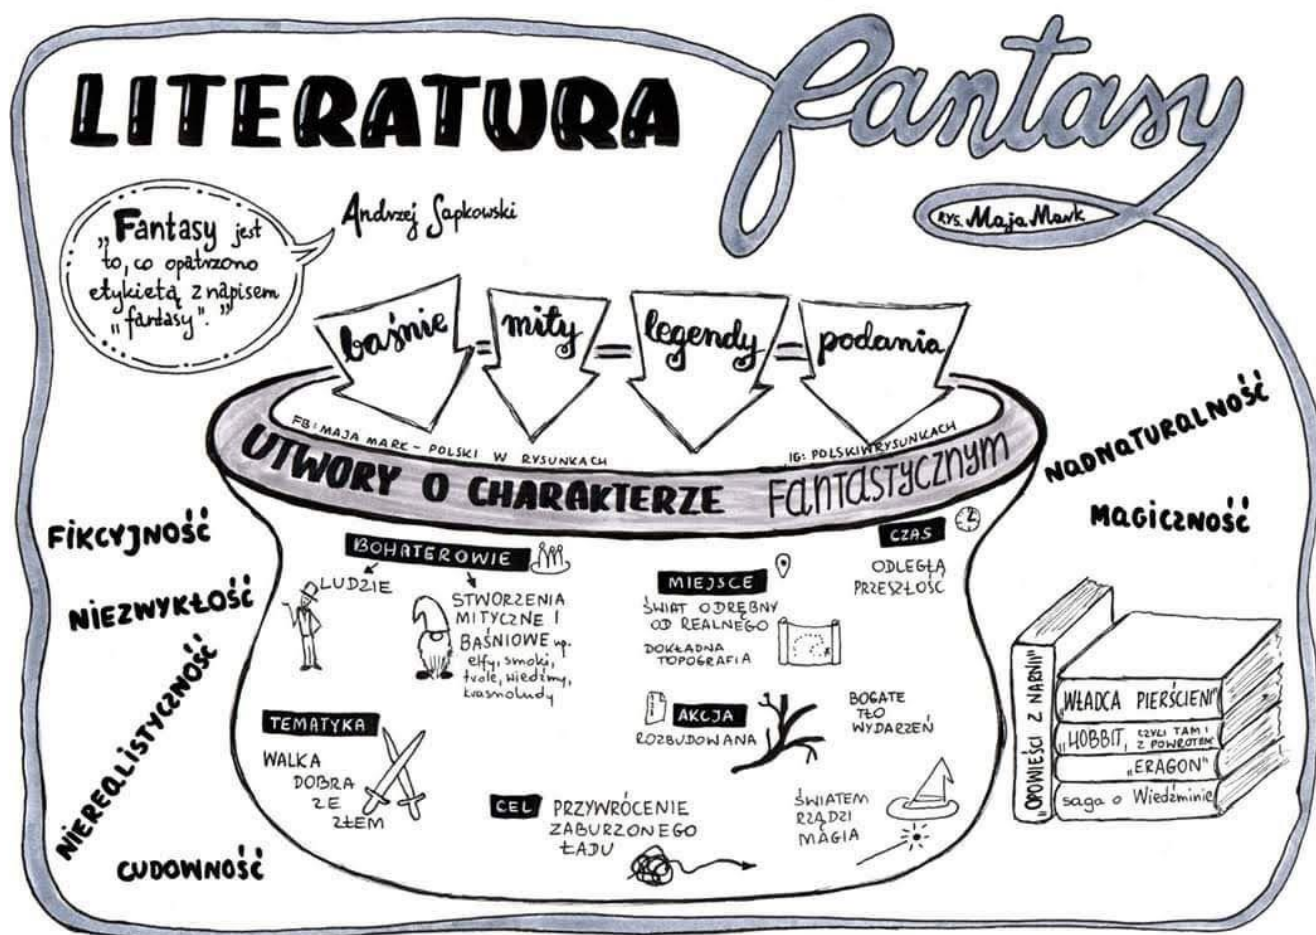 LITERATURA fantasy
RYS. Maja Mark
Andrzej Sapkowski
„Fantasy jest
to, co opatrzono
etykietą z napisem
„fantasy”.”
baśnie = mity = legendy = podania
FB: MAJA MARK – POLSKI W RYSUNKACH
IG: POLSKIWRYSUNKACH
UTWORY O CHARAKTERZE FANTASTYCZNYM
FIKCYJNOŚĆ
NIEZWYKŁOŚĆ
NIEREALISTYCZNOŚĆ
CUDOWNOŚĆ
NADNATURALNOŚĆ
MAGICZNOŚĆ
BOHATEROWIE
LUDZIE
STWORZENIA
MITYCZNE I
BAŚNIOWE np.
elfy, smoki,
trole, wiedźmy,
krasnoludy
MIEJSCE
ŚWIAT ODRĘBNY
OD REALNEGO
DOKŁADNA
TOPOGRAFIA
CZAS
ODLEGŁA
PRZESZŁOŚĆ
TEMATYKA
WALKA
DOBRA
ZE
ZŁEM
AKCJA
ROZBUDOWANA
BOGATE
TŁO
WYDARZEŃ
CEL
PRZYWRÓCENIE
ZABURZONEGO
ŁADU
ŚWIATEM
RZĄDZI
MAGIA
"OPOWIEŚCI Z NARNII"
„WŁADCA PIERŚCIENI"
„HOBBIT, CZYLI TAM I
Z POWROTEM"
„ERAGON"
saga o Wiedźminie